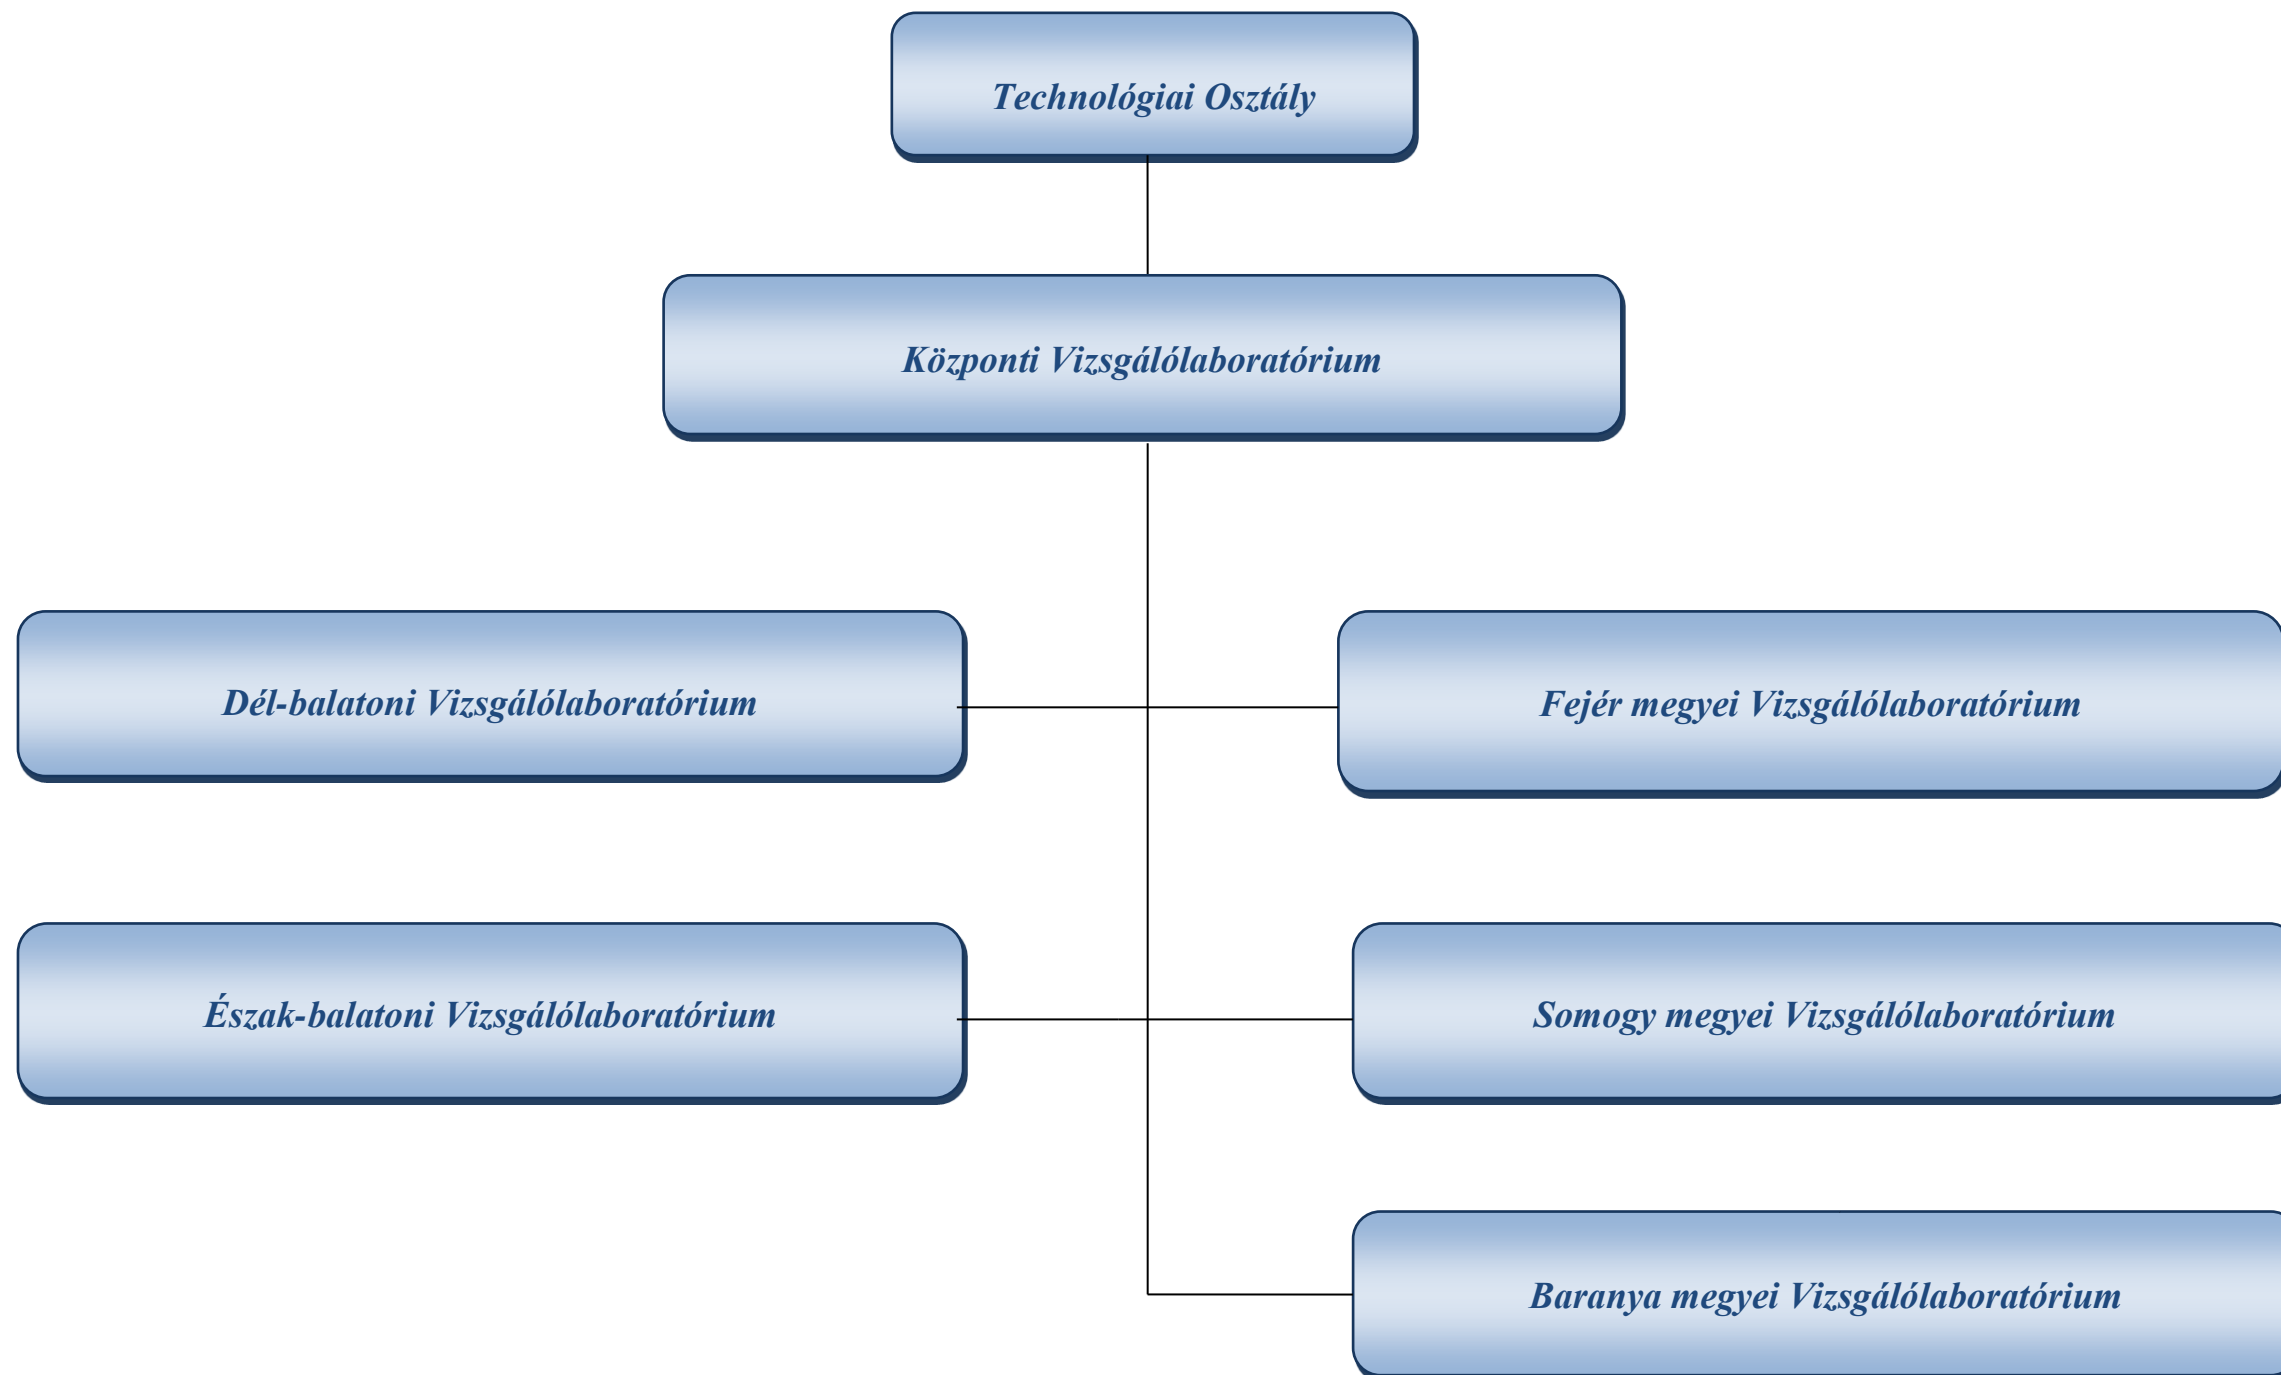 Technológiai Osztály
Központi Vizsgálólaboratórium
Dél-balatoni Vizsgálólaboratórium
Fejér megyei Vizsgálólaboratórium
Észak-balatoni Vizsgálólaboratórium
Somogy megyei Vizsgálólaboratórium
Baranya megyei Vizsgálólaboratórium